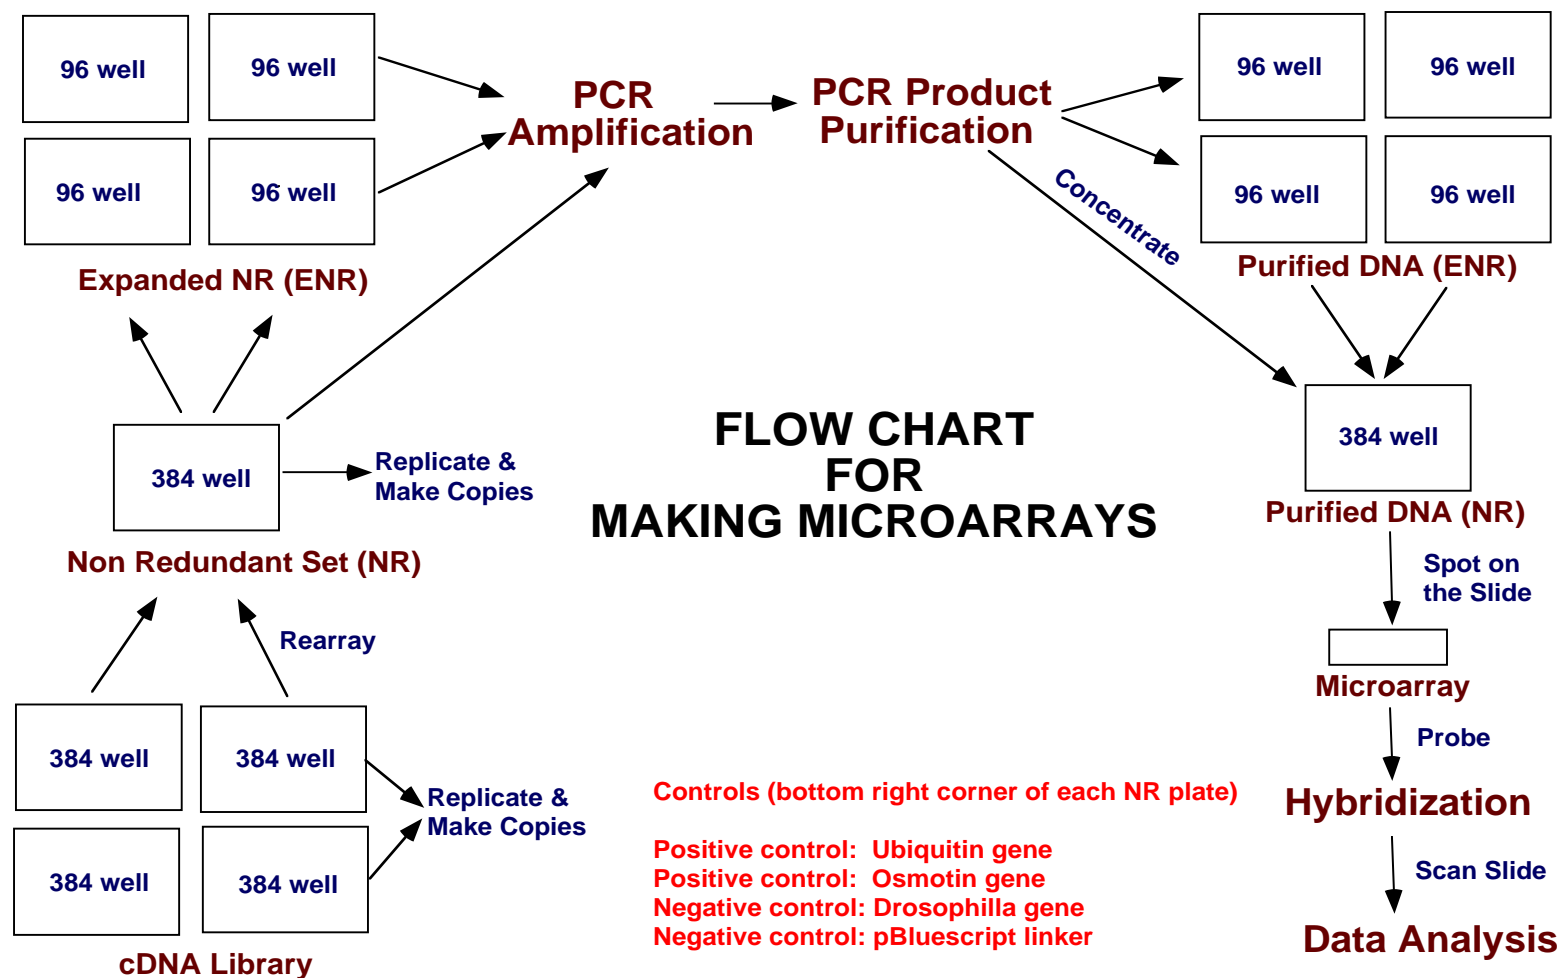 96 well
96 well
96 well
96 well
Expanded NR (ENR)
PCR
Amplification
PCR Product
Purification
Concentrate
96 well
96 well
96 well
96 well
Purified DNA (ENR)
384 well
Replicate &
Make Copies
Non Redundant Set (NR)
Rearray
384 well
384 well
384 well
384 well
Replicate &
Make Copies
cDNA Library
FLOW CHART
FOR
MAKING MICROARRAYS
384 well
Purified DNA (NR)
Spot on
the Slide
Microarray
Probe
Hybridization
Scan Slide
Data Analysis
Controls (bottom right corner of each NR plate)
Positive control:  Ubiquitin gene
Positive control:  Osmotin gene
Negative control: Drosophilla gene
Negative control: pBluescript linker